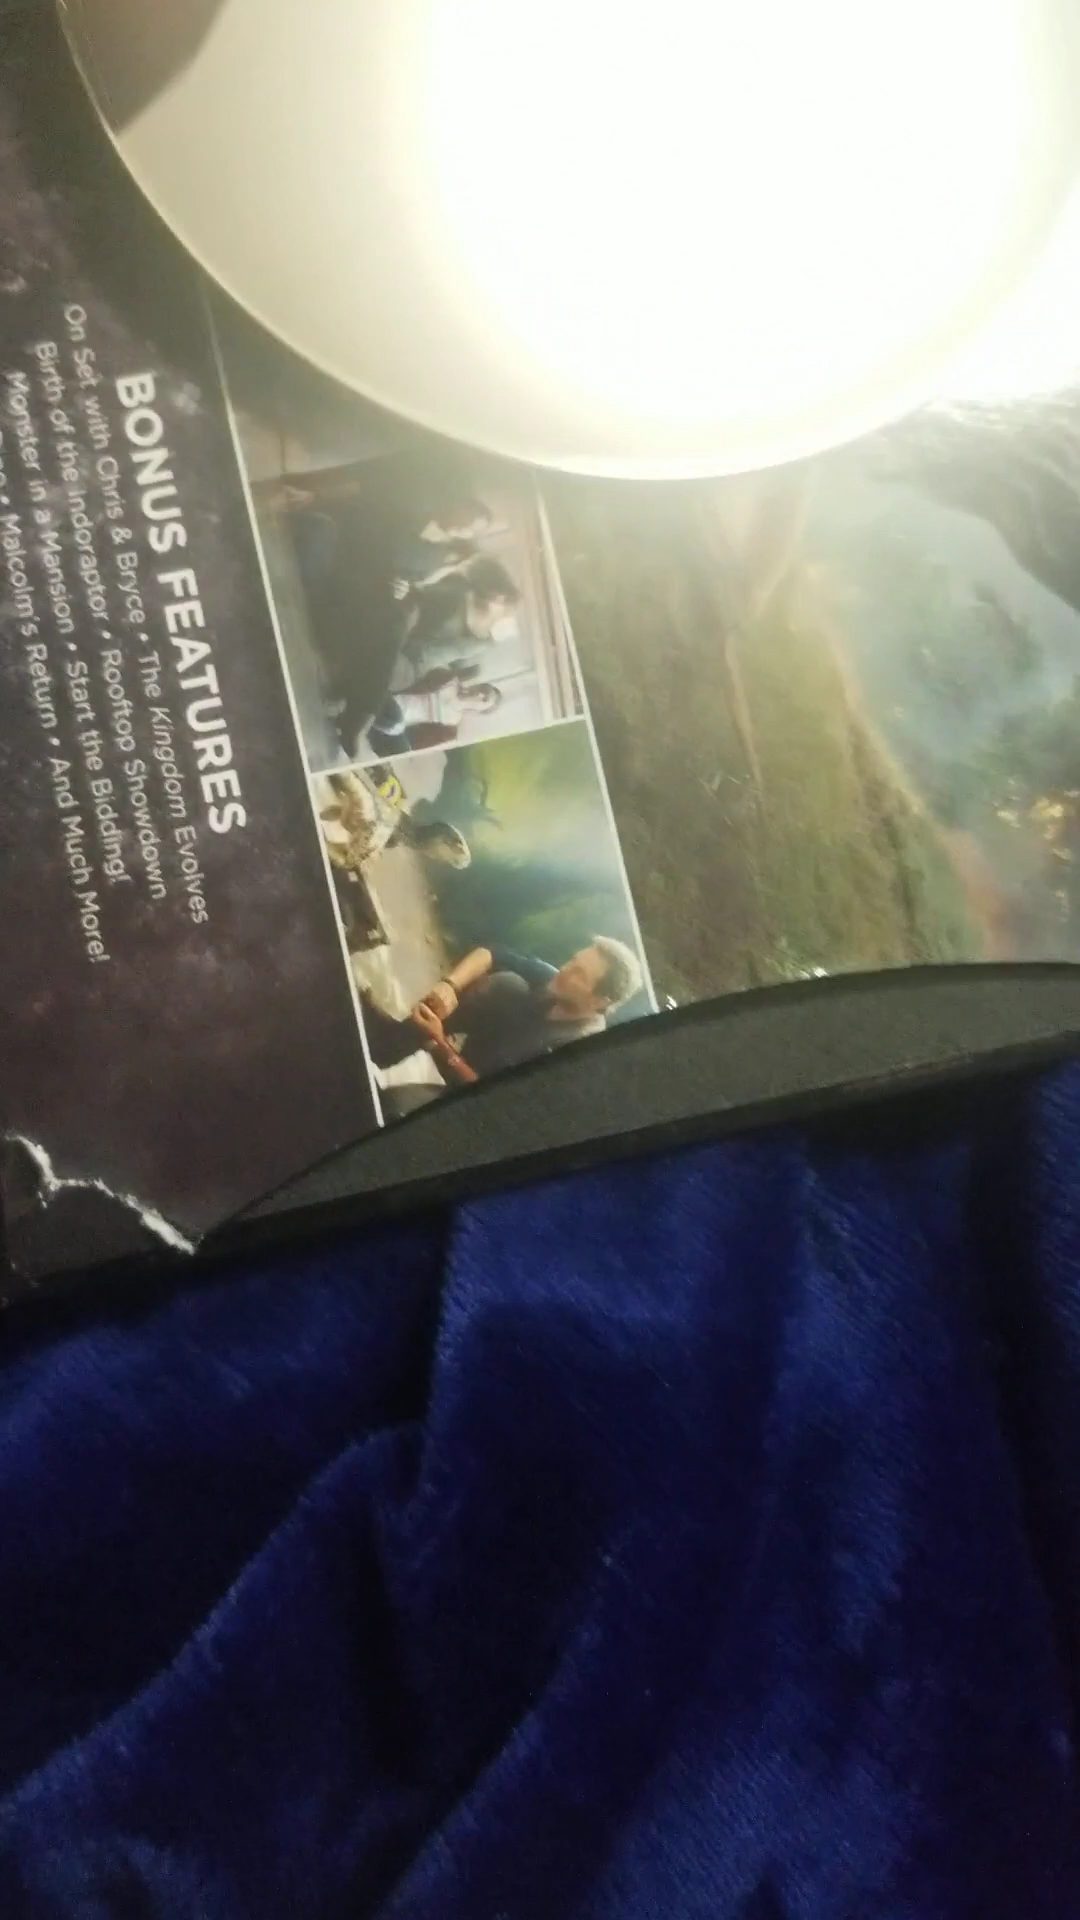 BONUS FEATURES
On Set with Chris & Bryce • The Kingdom Evolves
Birth of the Indoraptor • Rooftop Showdown
Monster in a Mansion • Start the Bidding!
• Malcolm's Return • And Much More!